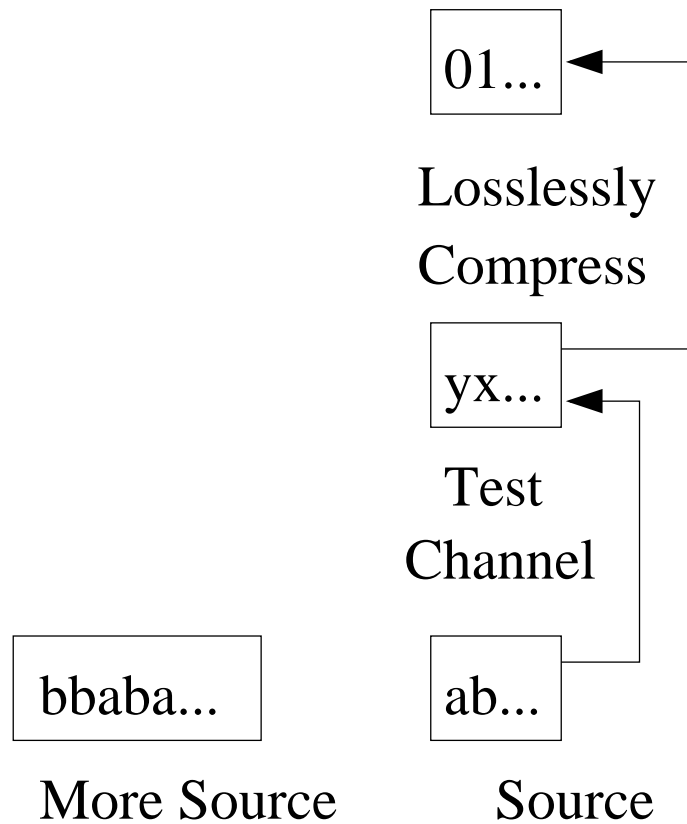 01...
Losslessly
Compress
yx...
Test
Channel
bbaba...
ab...
More Source
Source